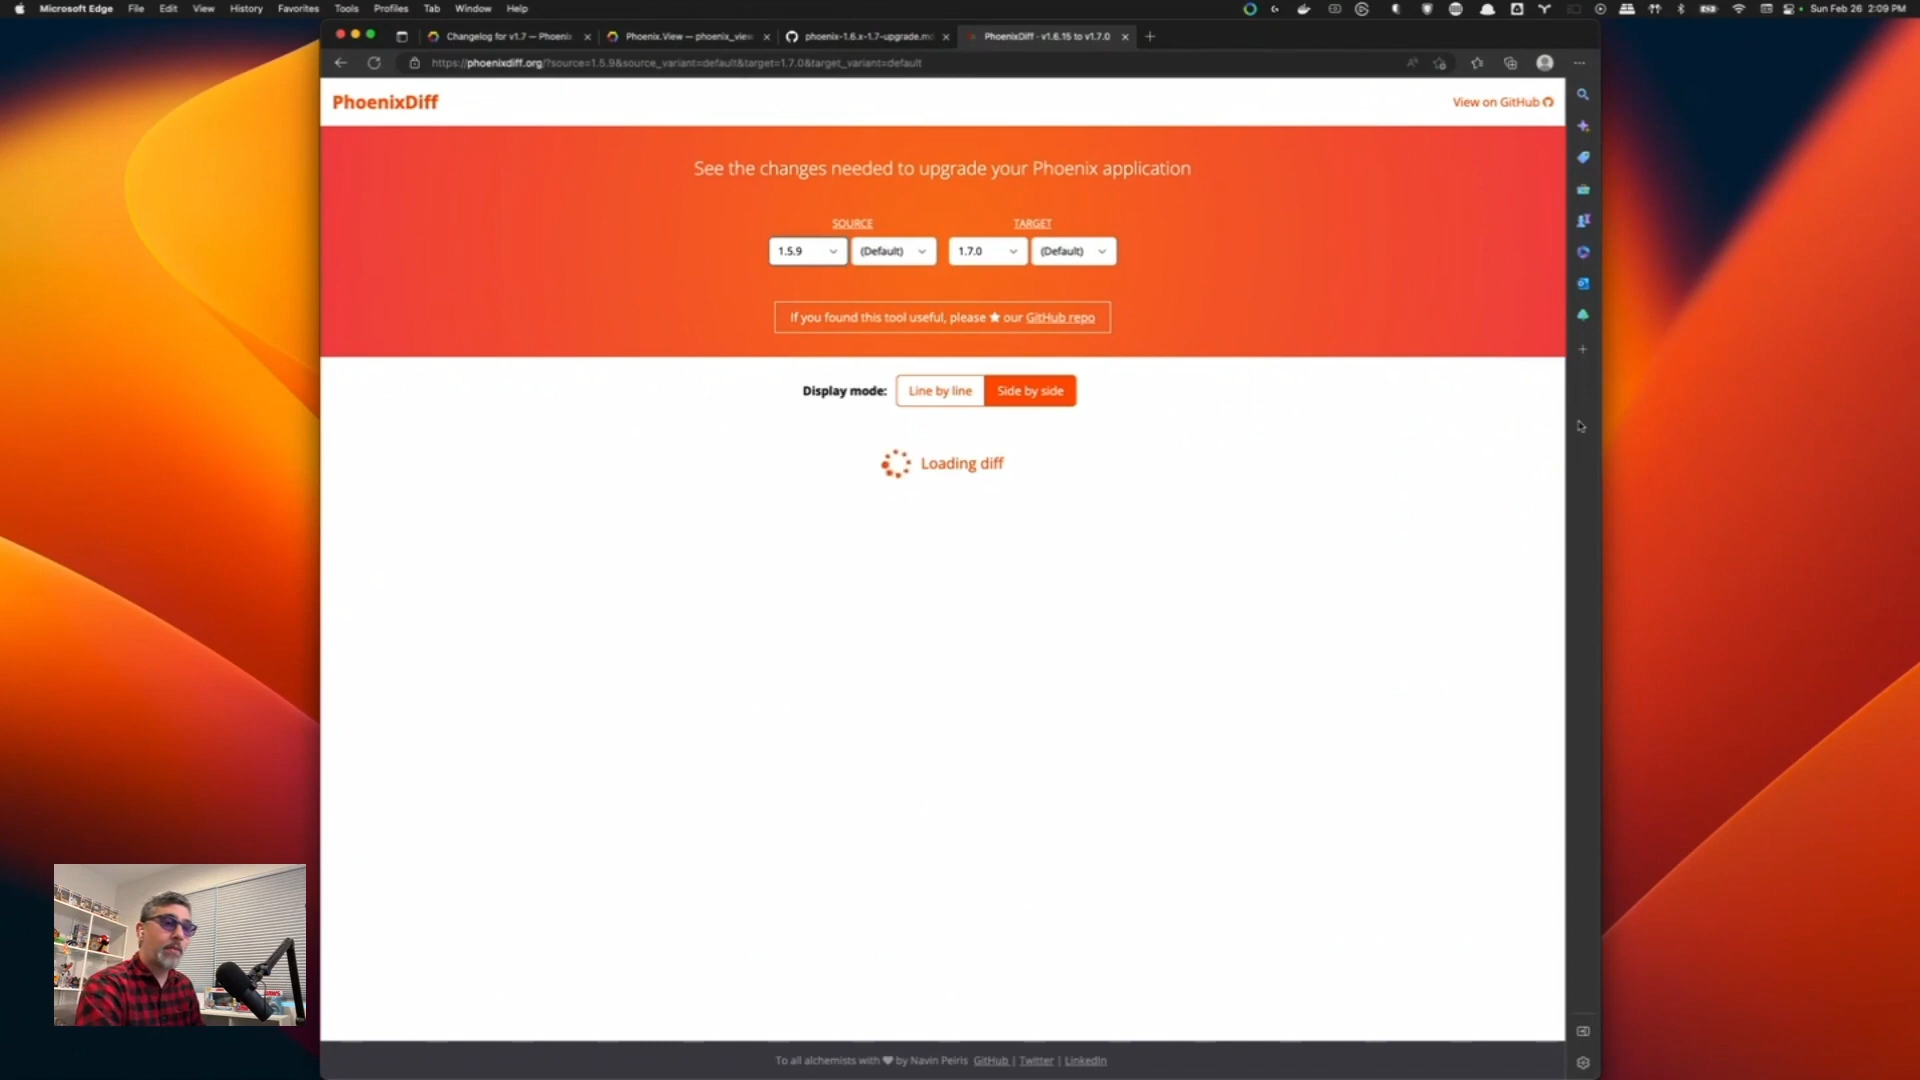 Microsoft Edge File Edit View History Favorites Tools Profiles Tab Window Help Sun Feb 26 2:09 PM
Changelog for v1.7 — Phoenix Phoenix.View — phoenix_view phoenix-1.6.x-1.7-upgrade.md PhoenixDiff - v1.6.15 to v1.7.0
https://phoenixdiff.org/?source=1.5.9&source_variant=default&target=1.7.0&target_variant=default
PhoenixDiff View on GitHub
See the changes needed to upgrade your Phoenix application
SOURCE TARGET
1.5.9 (Default) 1.7.0 (Default)
If you found this tool useful, please ★ our GitHub repo
Display mode: Line by line Side by side
Loading diff
To all alchemists with ♥ by Navin Peiris GitHub | Twitter | LinkedIn